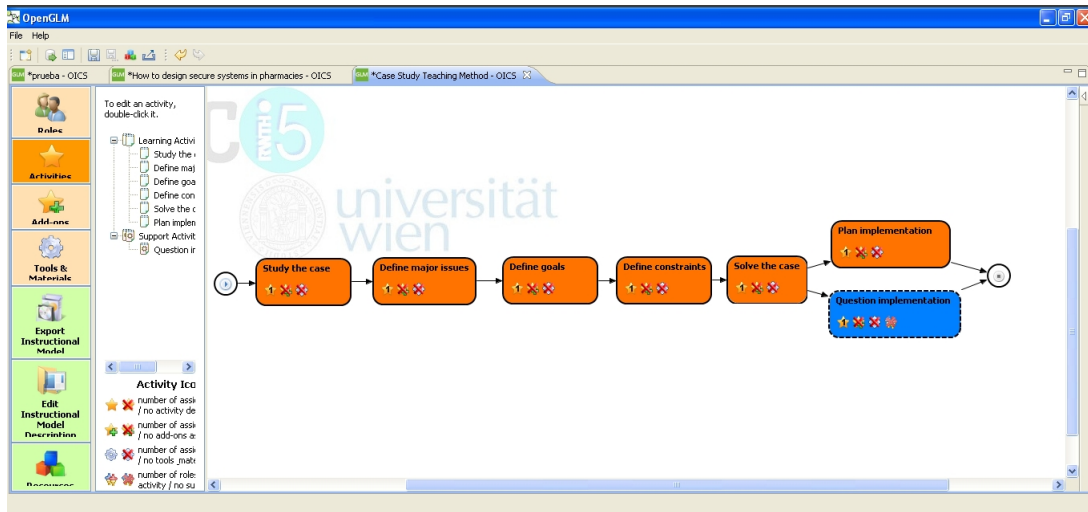 OpenGLM
File Help
*prueba - OICS
*How to design secure systems in pharmacies - OICS
*Case Study Teaching Method - OICS
Roles
Activities
Add-ons
Tools &
Materials
Export
Instructional
Model
Edit
Instructional
Model
Description
Resources
To edit an activity,
double-click it.
Learning Activi
Study the
Define maj
Define goa
Define con
Solve the c
Plan implen
Support Activit
Question ir
Activity Ico
number of assi
/ no activity de
number of assi
/ no add-ons a
number of assi
/ no tools_mate
number of role
activity / no su
Ci5
RWTH
universität
wien
Study the case
Define major issues
Define goals
Define constraints
Solve the case
Plan implementation
Question implementation